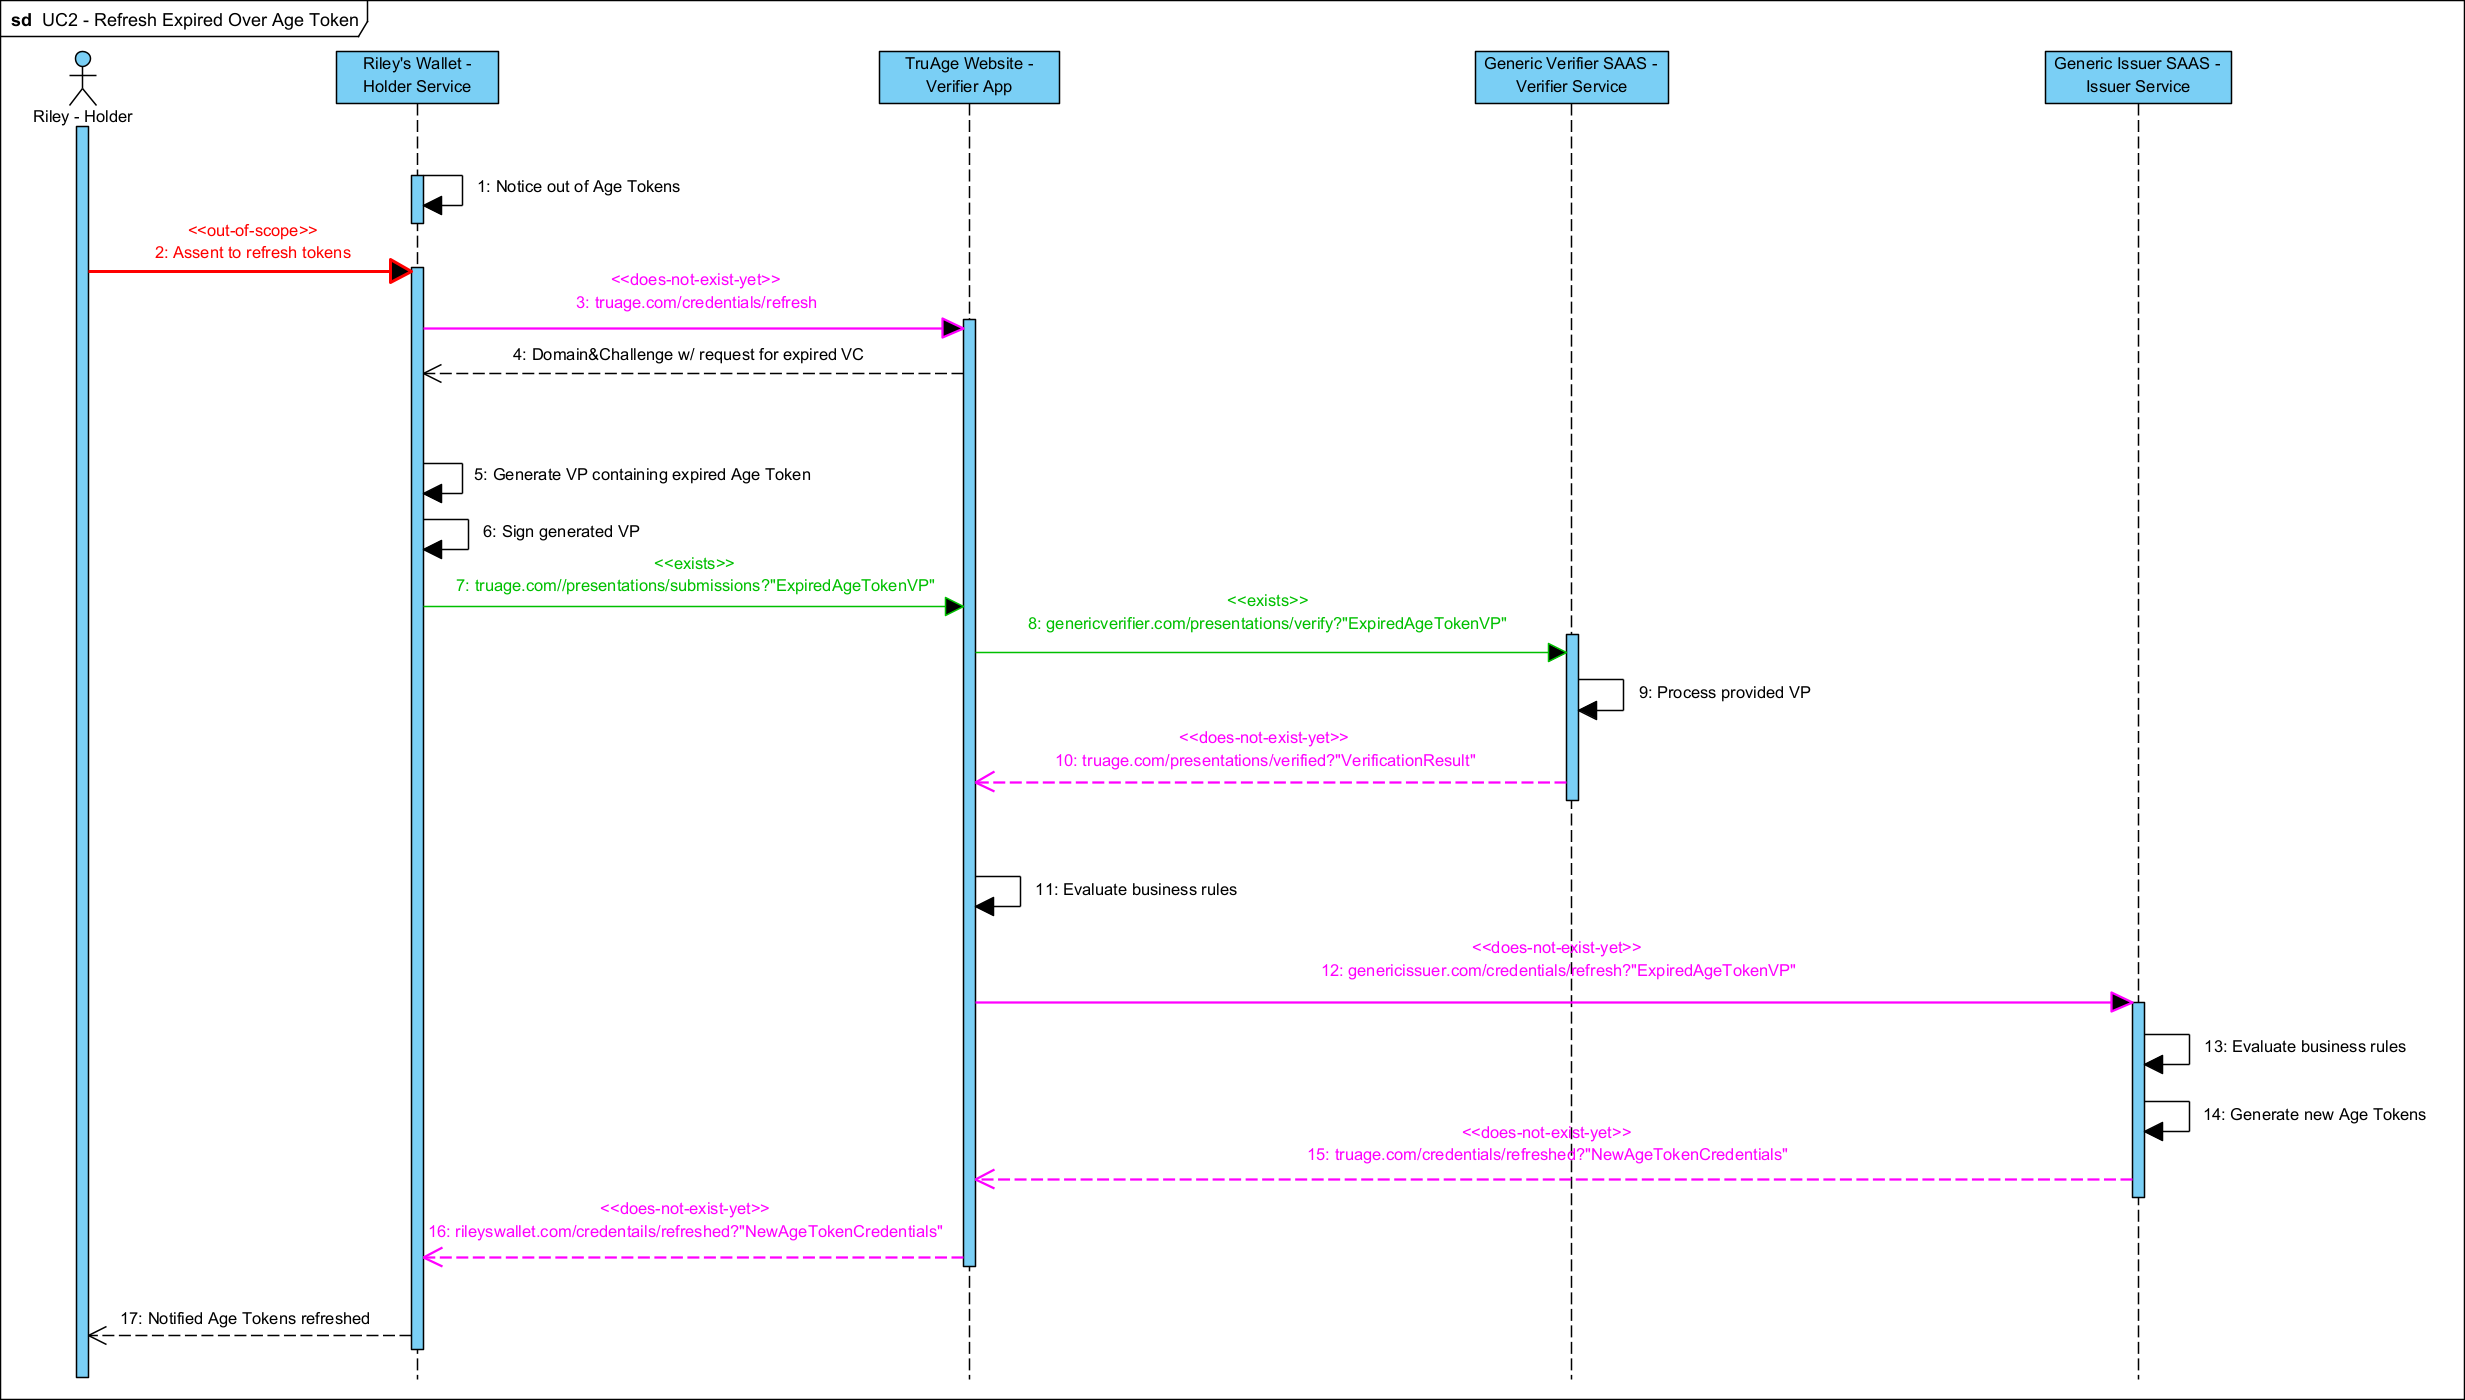 sd UC2 - Refresh Expired Over Age Token
Riley - Holder
Riley's Wallet -
Holder Service
TruAge Website -
Verifier App
Generic Verifier SAAS -
Verifier Service
Generic Issuer SAAS -
Issuer Service
1: Notice out of Age Tokens
<<out-of-scope>>
2: Assent to refresh tokens
<<does-not-exist-yet>>
3: truage.com/credentials/refresh
4: Domain&Challenge w/ request for expired VC
5: Generate VP containing expired Age Token
6: Sign generated VP
<<exists>>
7: truage.com//presentations/submissions?"ExpiredAgeTokenVP"
<<exists>>
8: genericverifier.com/presentations/verify?"ExpiredAgeTokenVP"
9: Process provided VP
<<does-not-exist-yet>>
10: truage.com/presentations/verified?"VerificationResult"
11: Evaluate business rules
<<does-not-exist-yet>>
12: genericissuer.com/credentials/refresh?"ExpiredAgeTokenVP"
13: Evaluate business rules
14: Generate new Age Tokens
<<does-not-exist-yet>>
15: truage.com/credentials/refreshed?"NewAgeTokenCredentials"
<<does-not-exist-yet>>
16: rileyswallet.com/credentails/refreshed?"NewAgeTokenCredentials"
17: Notified Age Tokens refreshed